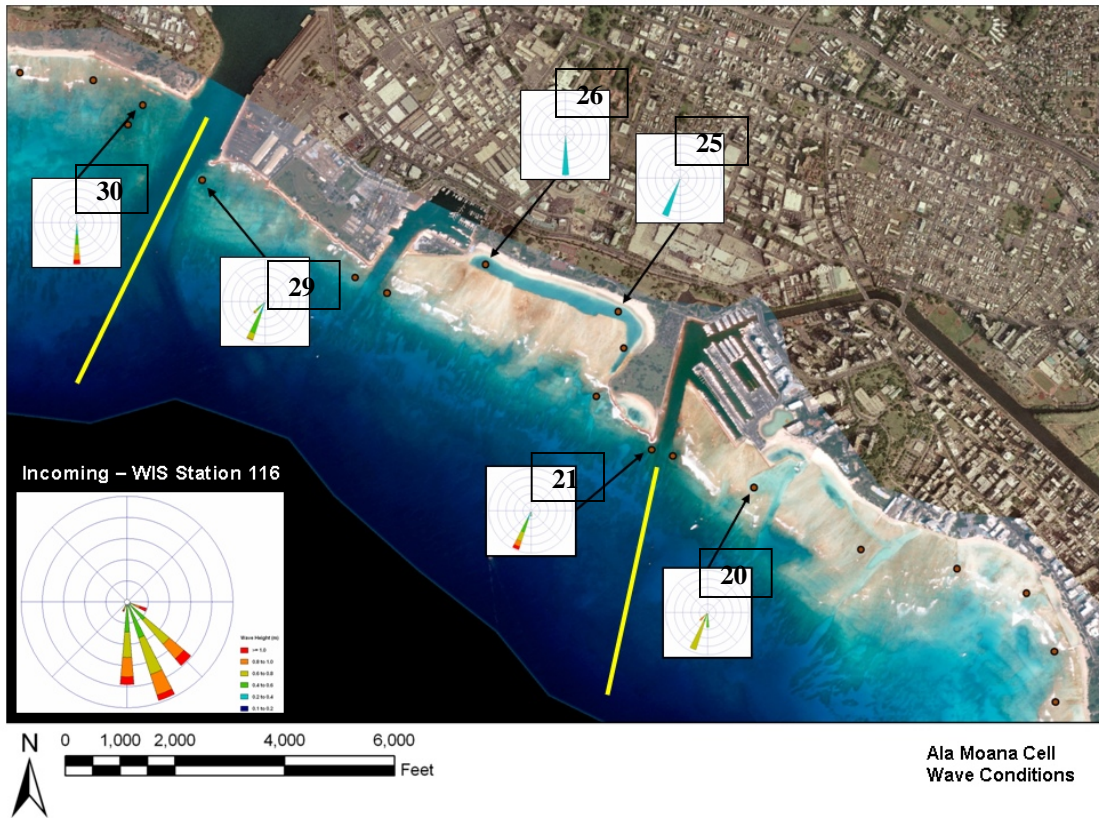 26
25
30
29
21
20
Incoming – WIS Station 116
Wave Height (m)
>= 1.0
0.8 to 1.0
0.6 to 0.8
0.4 to 0.6
0.2 to 0.4
0.1 to 0.2
N
0 1,000 2,000 4,000 6,000
Feet
Ala Moana Cell
Wave Conditions